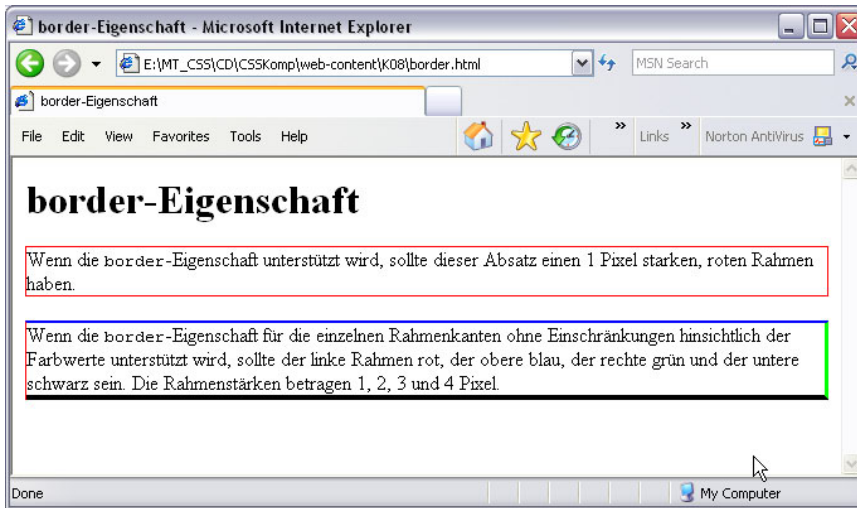 border-Eigenschaft - Microsoft Internet Explorer
E:\MT_CSS\CD\CSSKomp\web-content\K08\border.html
MSN Search
border-Eigenschaft
File Edit View Favorites Tools Help » Links » Norton AntiVirus
border-Eigenschaft
Wenn die border-Eigenschaft unterstützt wird, sollte dieser Absatz einen 1 Pixel starken, roten Rahmen
haben.
Wenn die border-Eigenschaft für die einzelnen Rahmenkanten ohne Einschränkungen hinsichtlich der
Farbwerte unterstützt wird, sollte der linke Rahmen rot, der obere blau, der rechte grün und der untere
schwarz sein. Die Rahmenstärken betragen 1, 2, 3 und 4 Pixel.
Done
My Computer